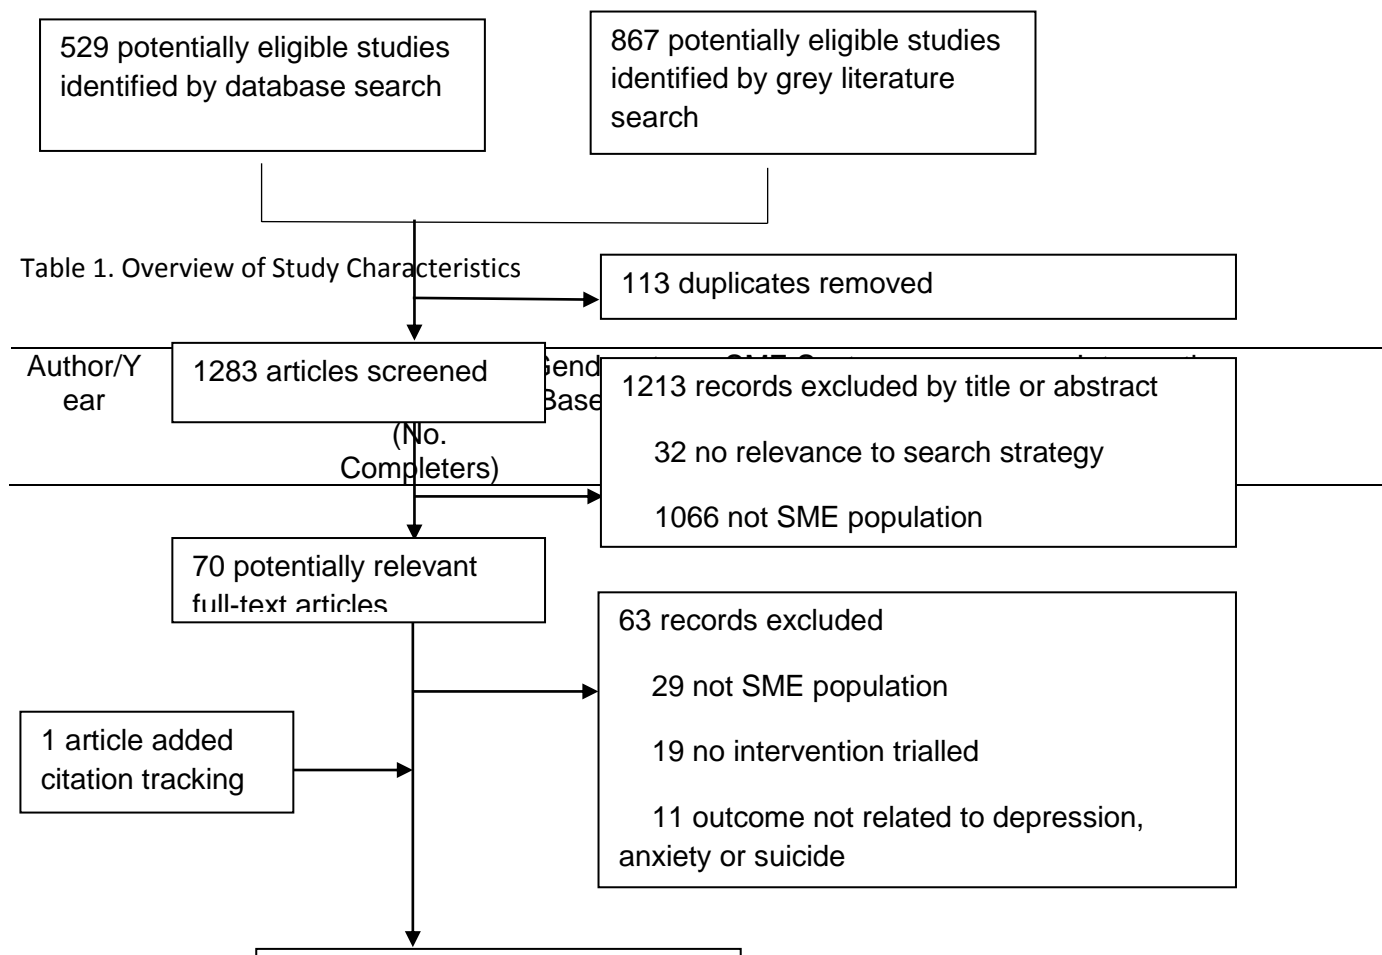 529 potentially eligible studies
identified by database search
867 potentially eligible studies
identified by grey literature
search
Table 1. Overview of Study Characteristics
113 duplicates removed
Author/Y
ear
1283 articles screened
(No.
Completers)
1213 records excluded by title or abstract
32 no relevance to search strategy
1066 not SME population
70 potentially relevant
full-text articles
63 records excluded
29 not SME population
19 no intervention trialled
11 outcome not related to depression,
anxiety or suicide
1 article added
citation tracking